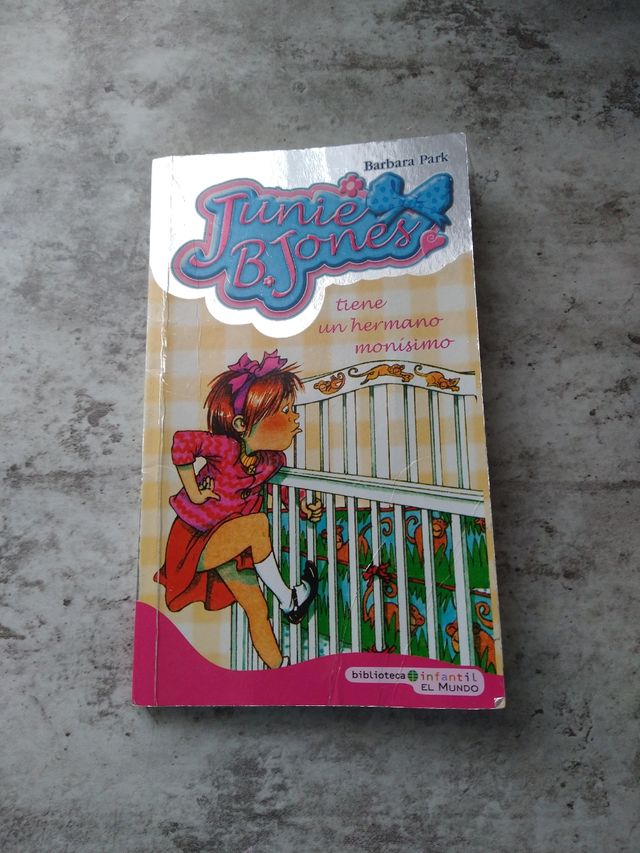 Barbara Park
Junie
B. Jones
tiene
un hermano
monísimo
biblioteca infantil
EL MUNDO